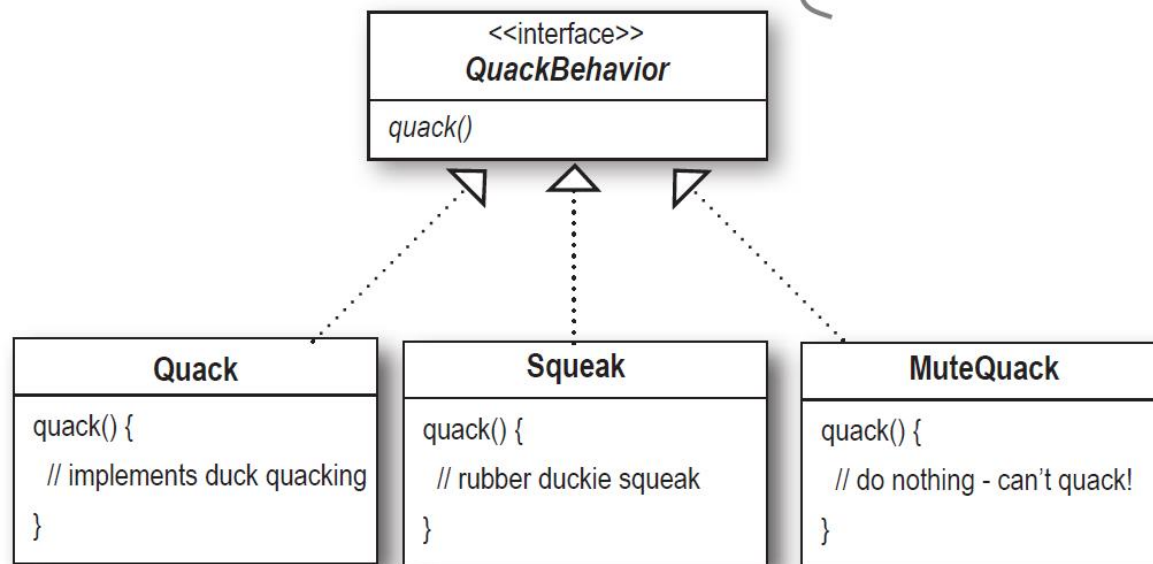 <<interface>>
QuackBehavior
quack()
Quack
quack() {
// implements duck quacking
}
Squeak
quack() {
// rubber duckie squeak
}
MuteQuack
quack() {
// do nothing - can't quack!
}